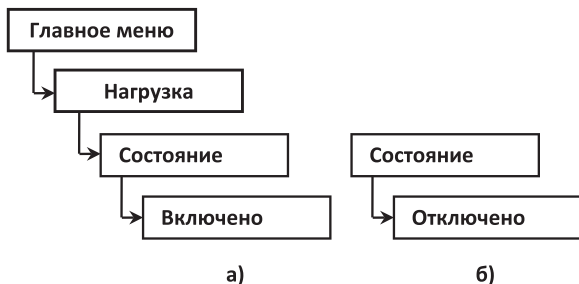 Главное меню
Нагрузка
Состояние
Состояние
Включено
Отключено
а)
б)